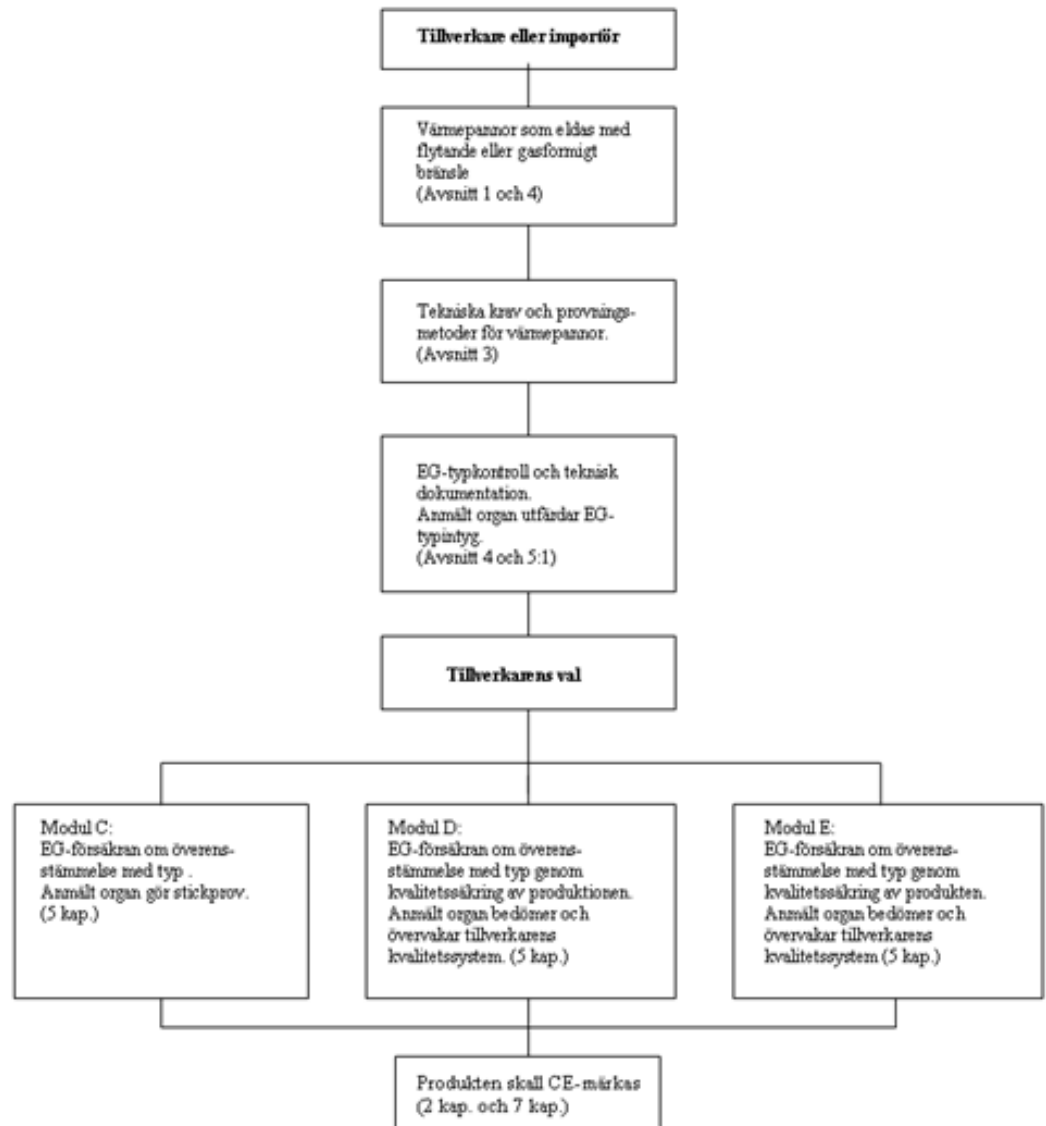 Tillverkare eller importör
Värmepannor som eldas med
flytande eller gasformigt
bränsle
(Avsnitt 1 och 4)
Tekniska krav och provnings-
metoder för värmepannor.
(Avsnitt 3)
EG-typkontroll och teknisk
dokumentation.
Anmält organ utfärdar EG-
typintyg.
(Avsnitt 4 och 5:1)
Tillverkarens val
Modul C:
EG-försäkran om överens-
stämmelse med typ .
Anmält organ gör stickprov.
(5 kap.)
Modul D:
EG-försäkran om överens-
stämmelse med typ genom
kvalitetssäkring av produktionen.
Anmält organ bedömer och
övervakar tillverkarens
kvalitetssystem. (5 kap.)
Modul E:
EG-försäkran om överens-
stämmelse med typ genom
kvalitetssäkring av produkten.
Anmält organ bedömer och
övervakar tillverkarens
kvalitetssystem (5 kap.)
Produkten skall CE-märkas
(2 kap. och 7 kap.)